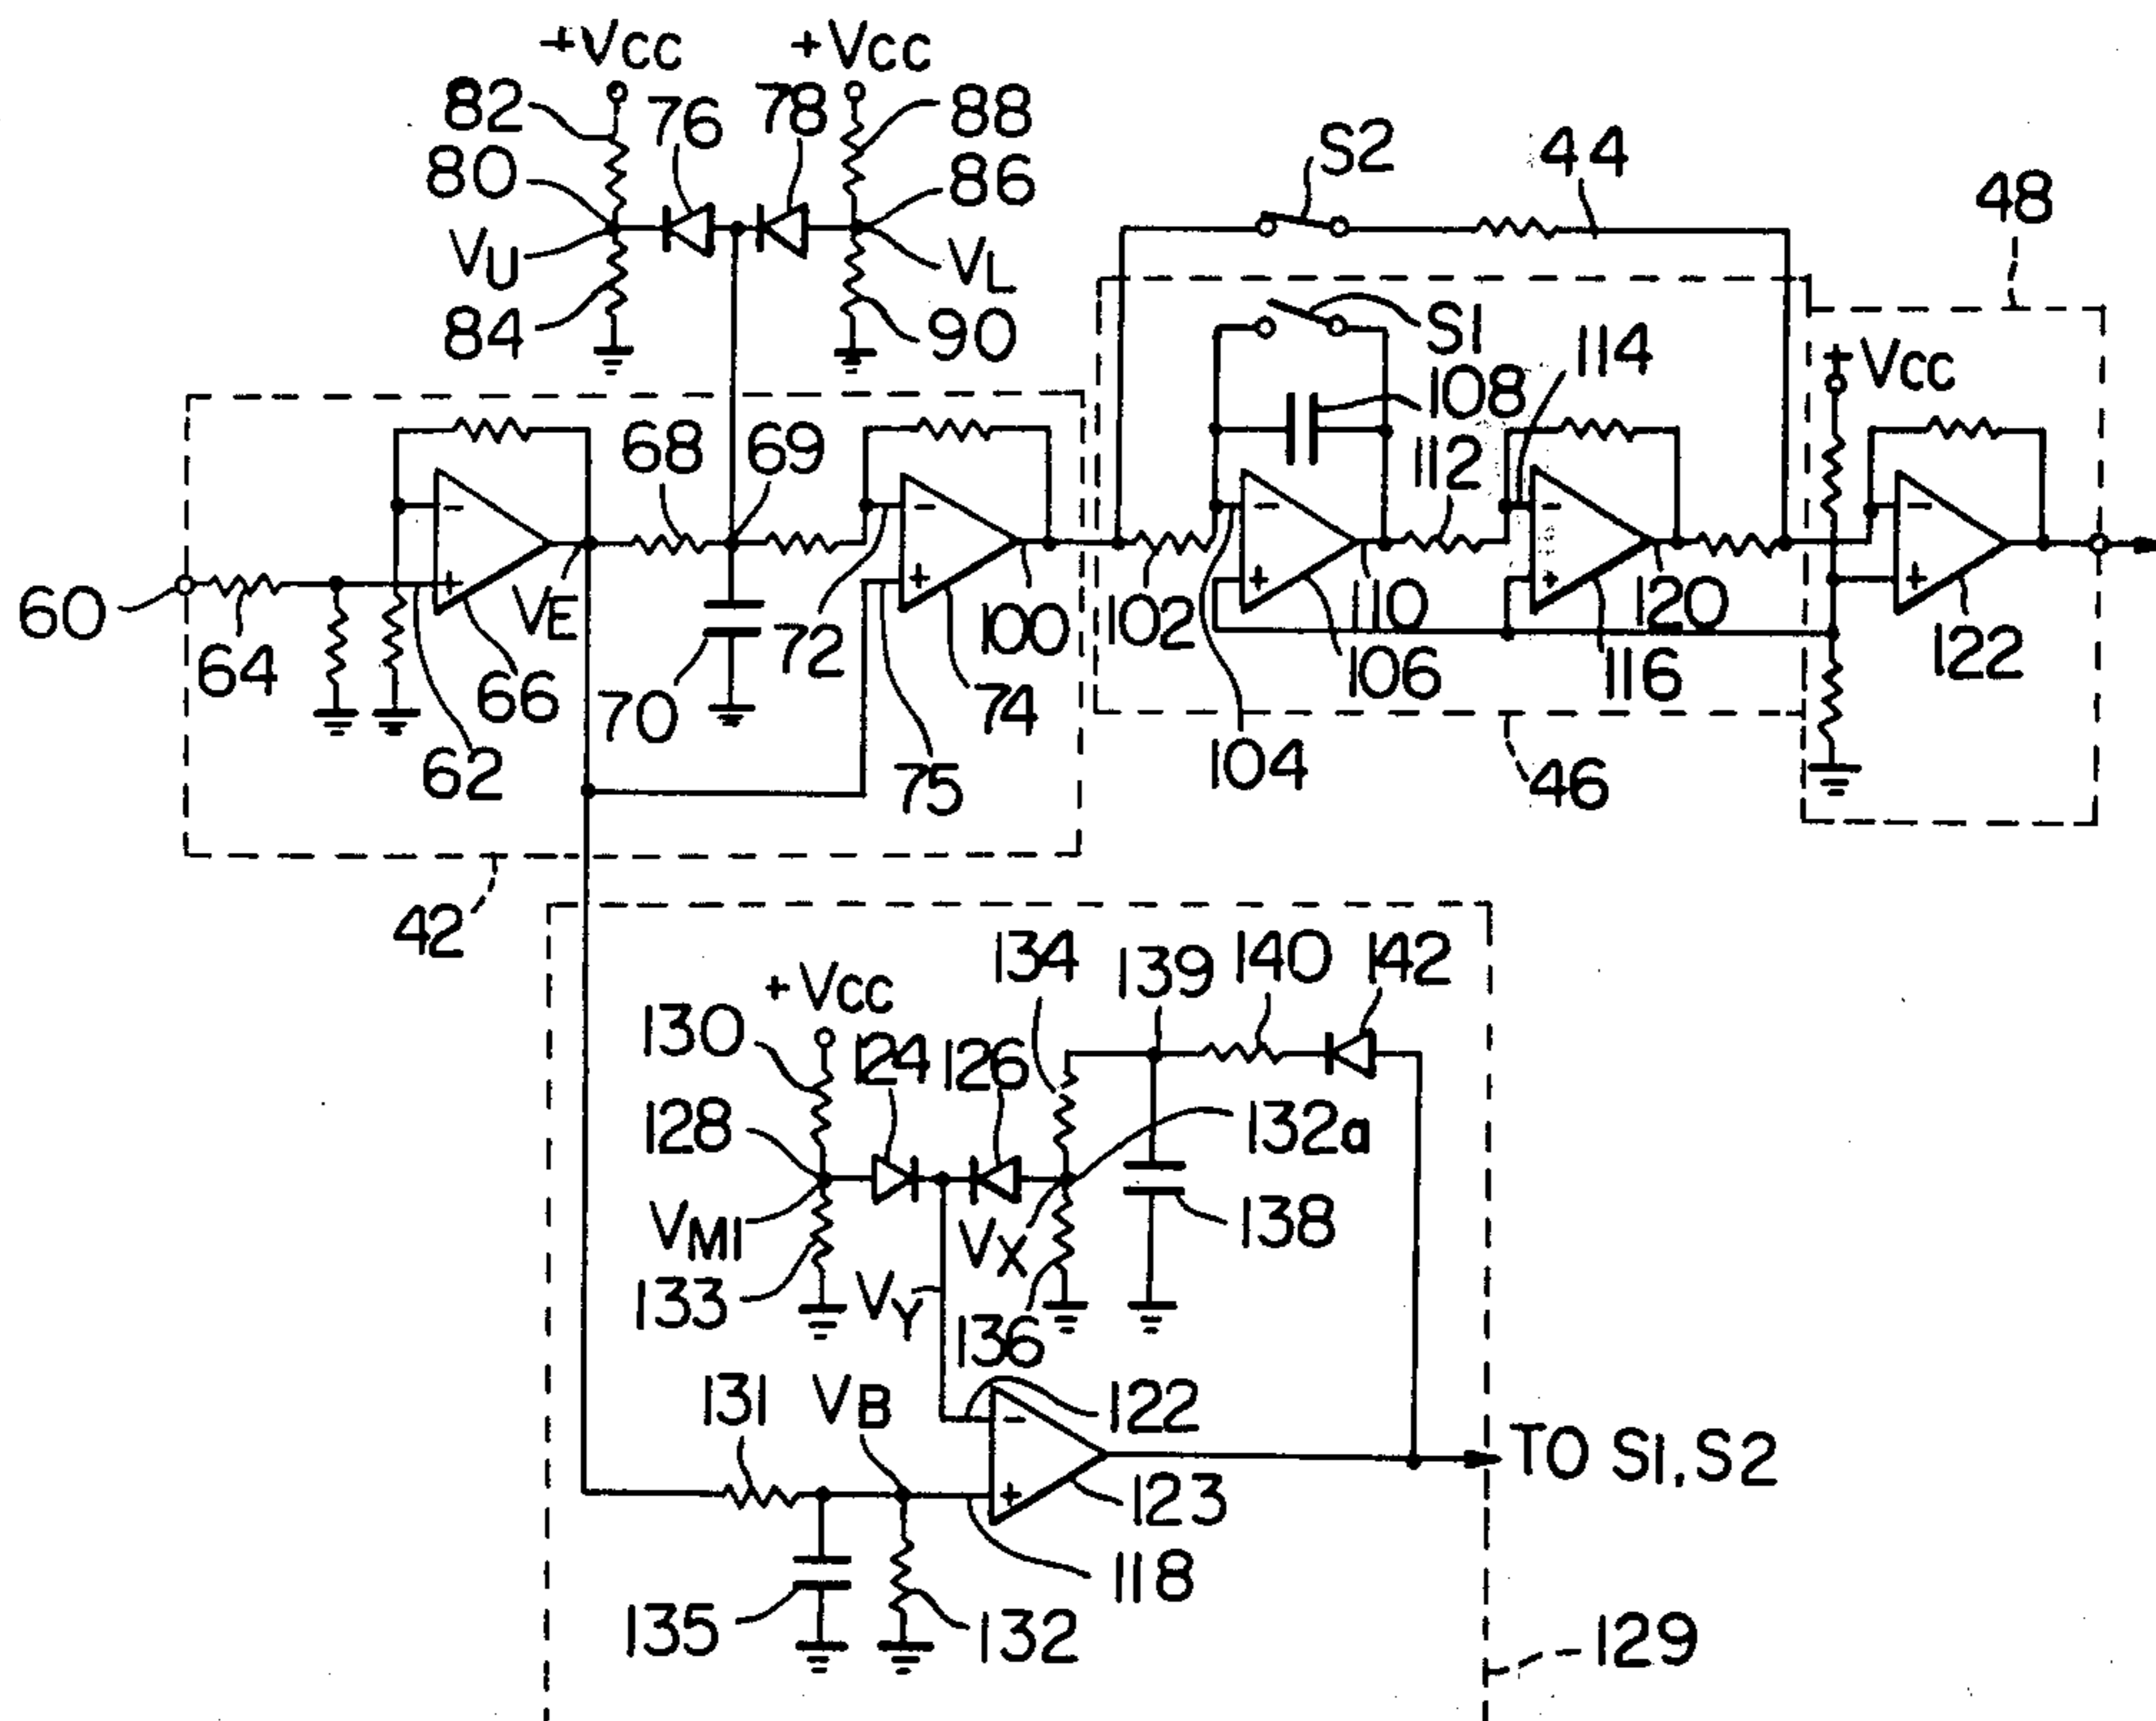 +Vcc +Vcc
82 76 78 88
80 86
VU VL
84 90
S2 44
48
S1
108 114
112
+Vcc
68 69
60 64
62 66 VE
70 72 75 74 100
102 104 106 110
116 120 122
46
42
+Vcc
134 139 140 142
130 124 126
128 132a
VM1 VX 138
133 VY 136
131 VB 122
123
TO S1,S2
118
135 132
129